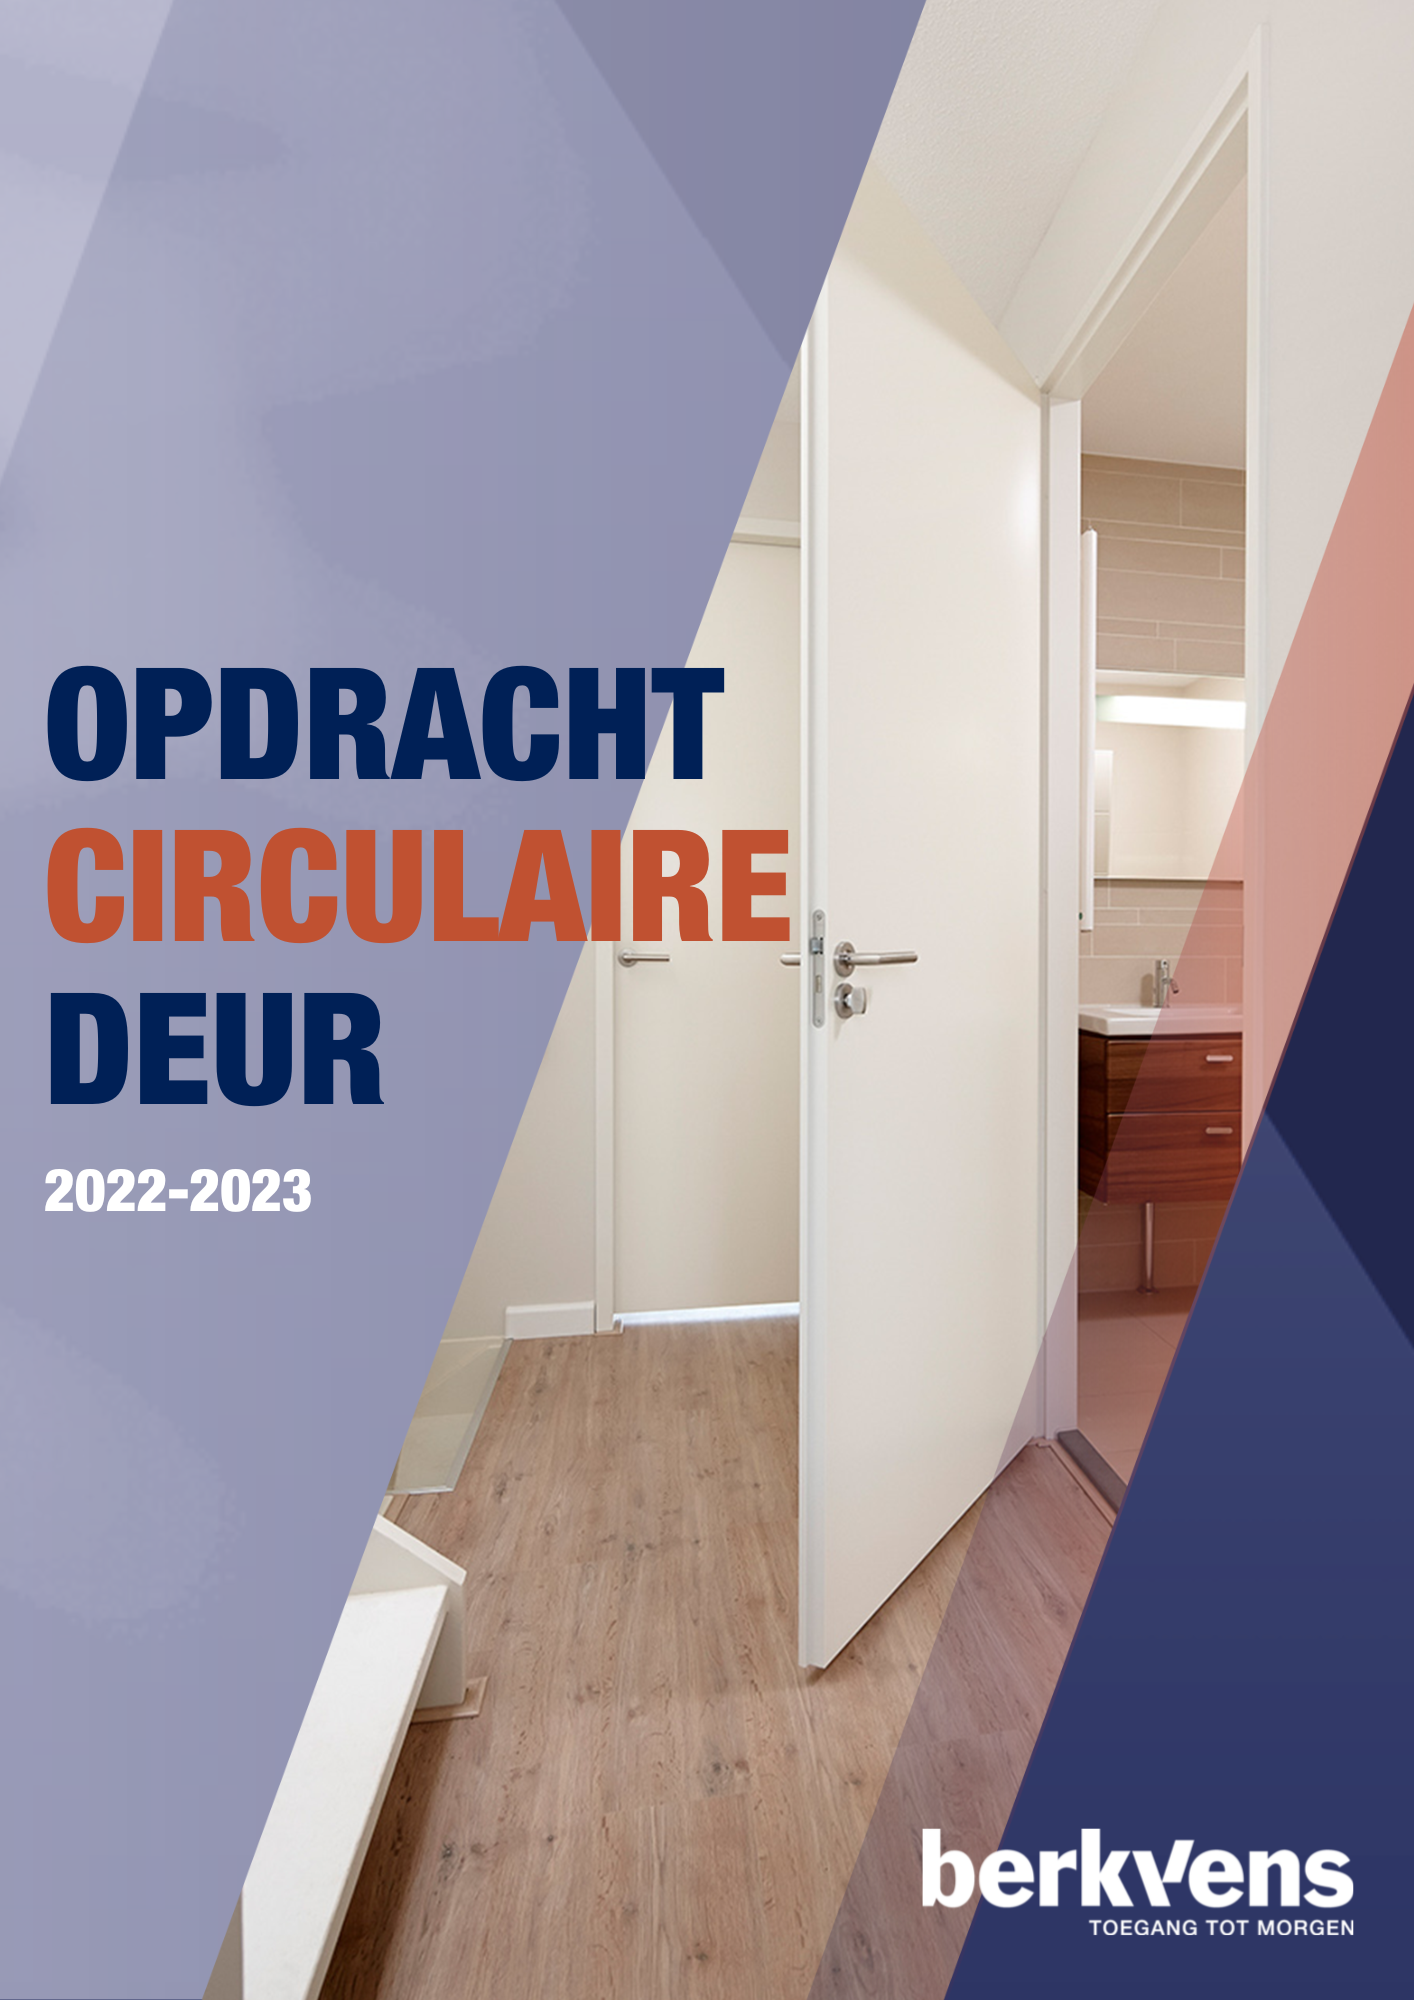 OPDRACHT
CIRCULAIRE
DEUR
2022-2023
berkvens
TOEGANG TOT MORGEN